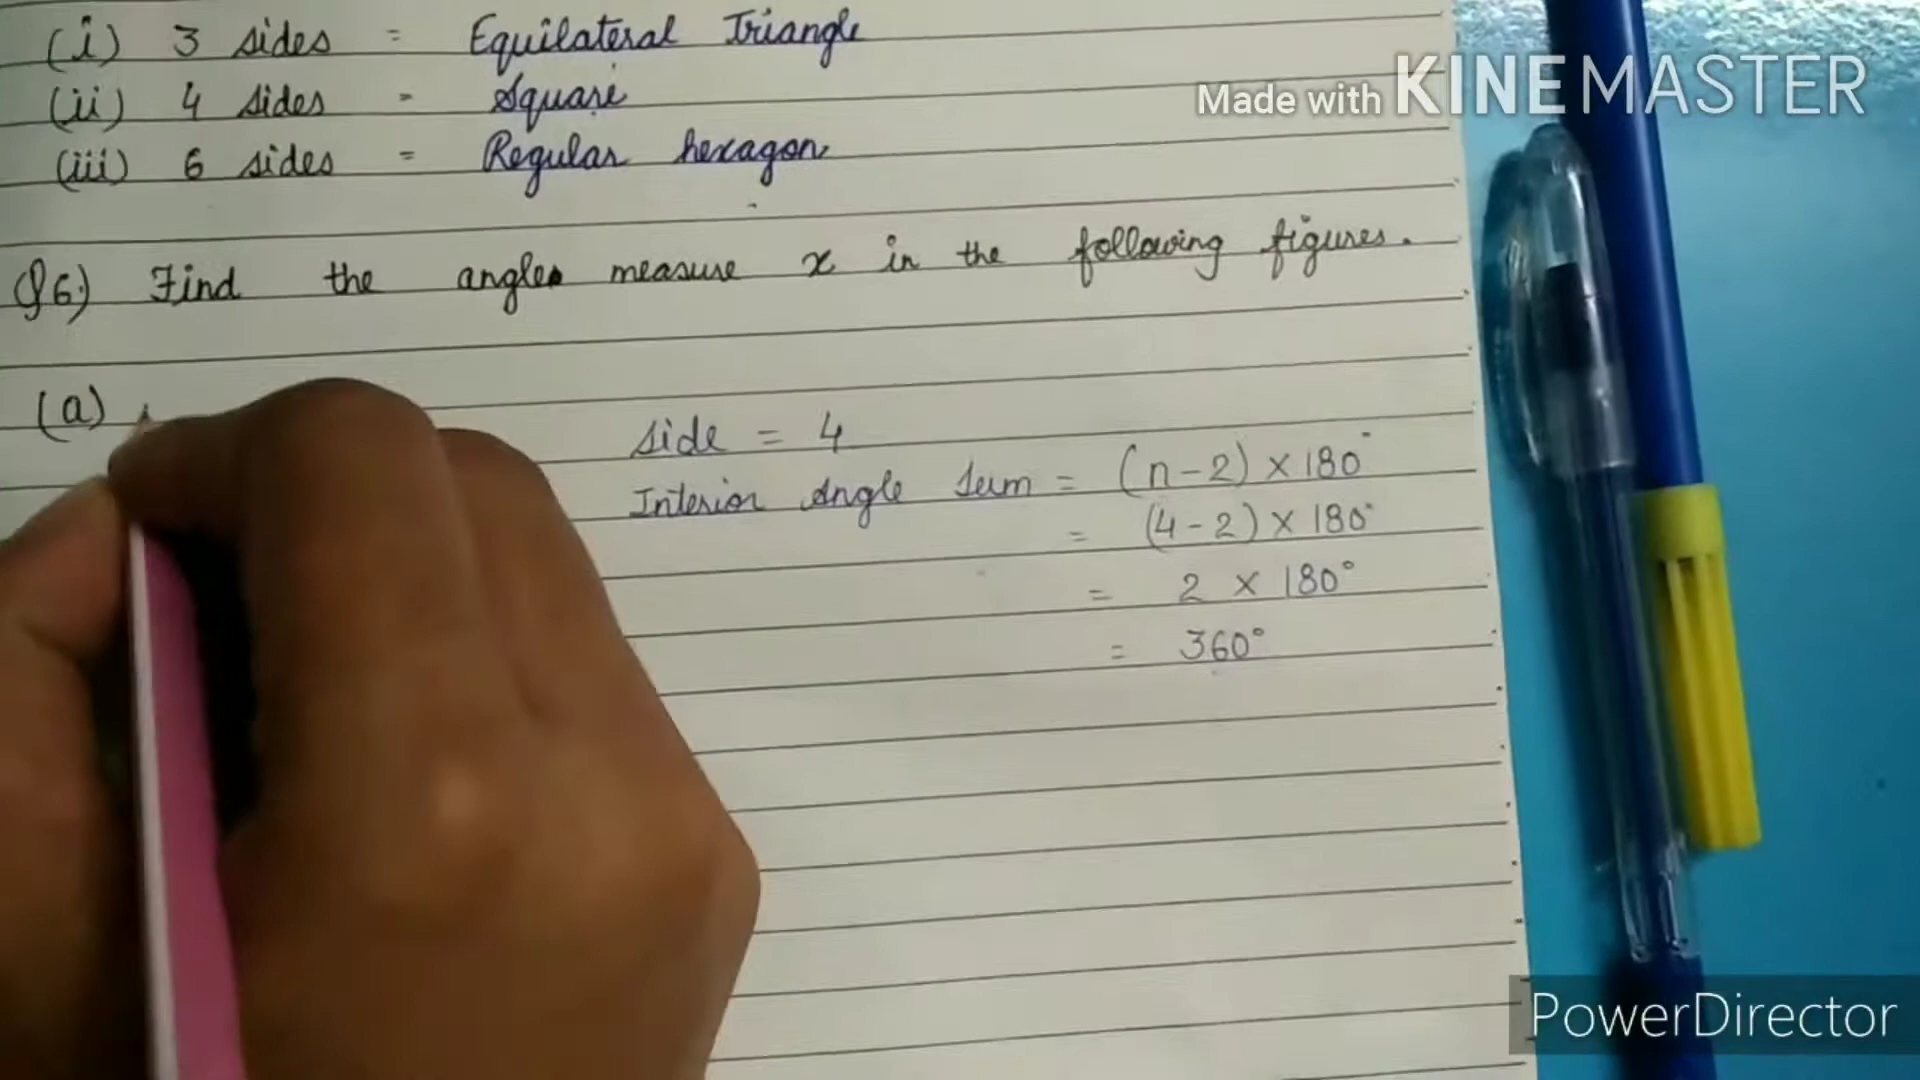 (i) 3 sides = Equilateral Triangle
(ii) 4 sides - Square
(iii) 6 sides = Regular hexagon
Made with KINEMASTER
Q6.) Find the angle measure x in the following figures.
(a)
Side = 4
Interior Angle Sum = (n-2) × 180°
= (4-2) × 180°
= 2 × 180°
= 360°
PowerDirector